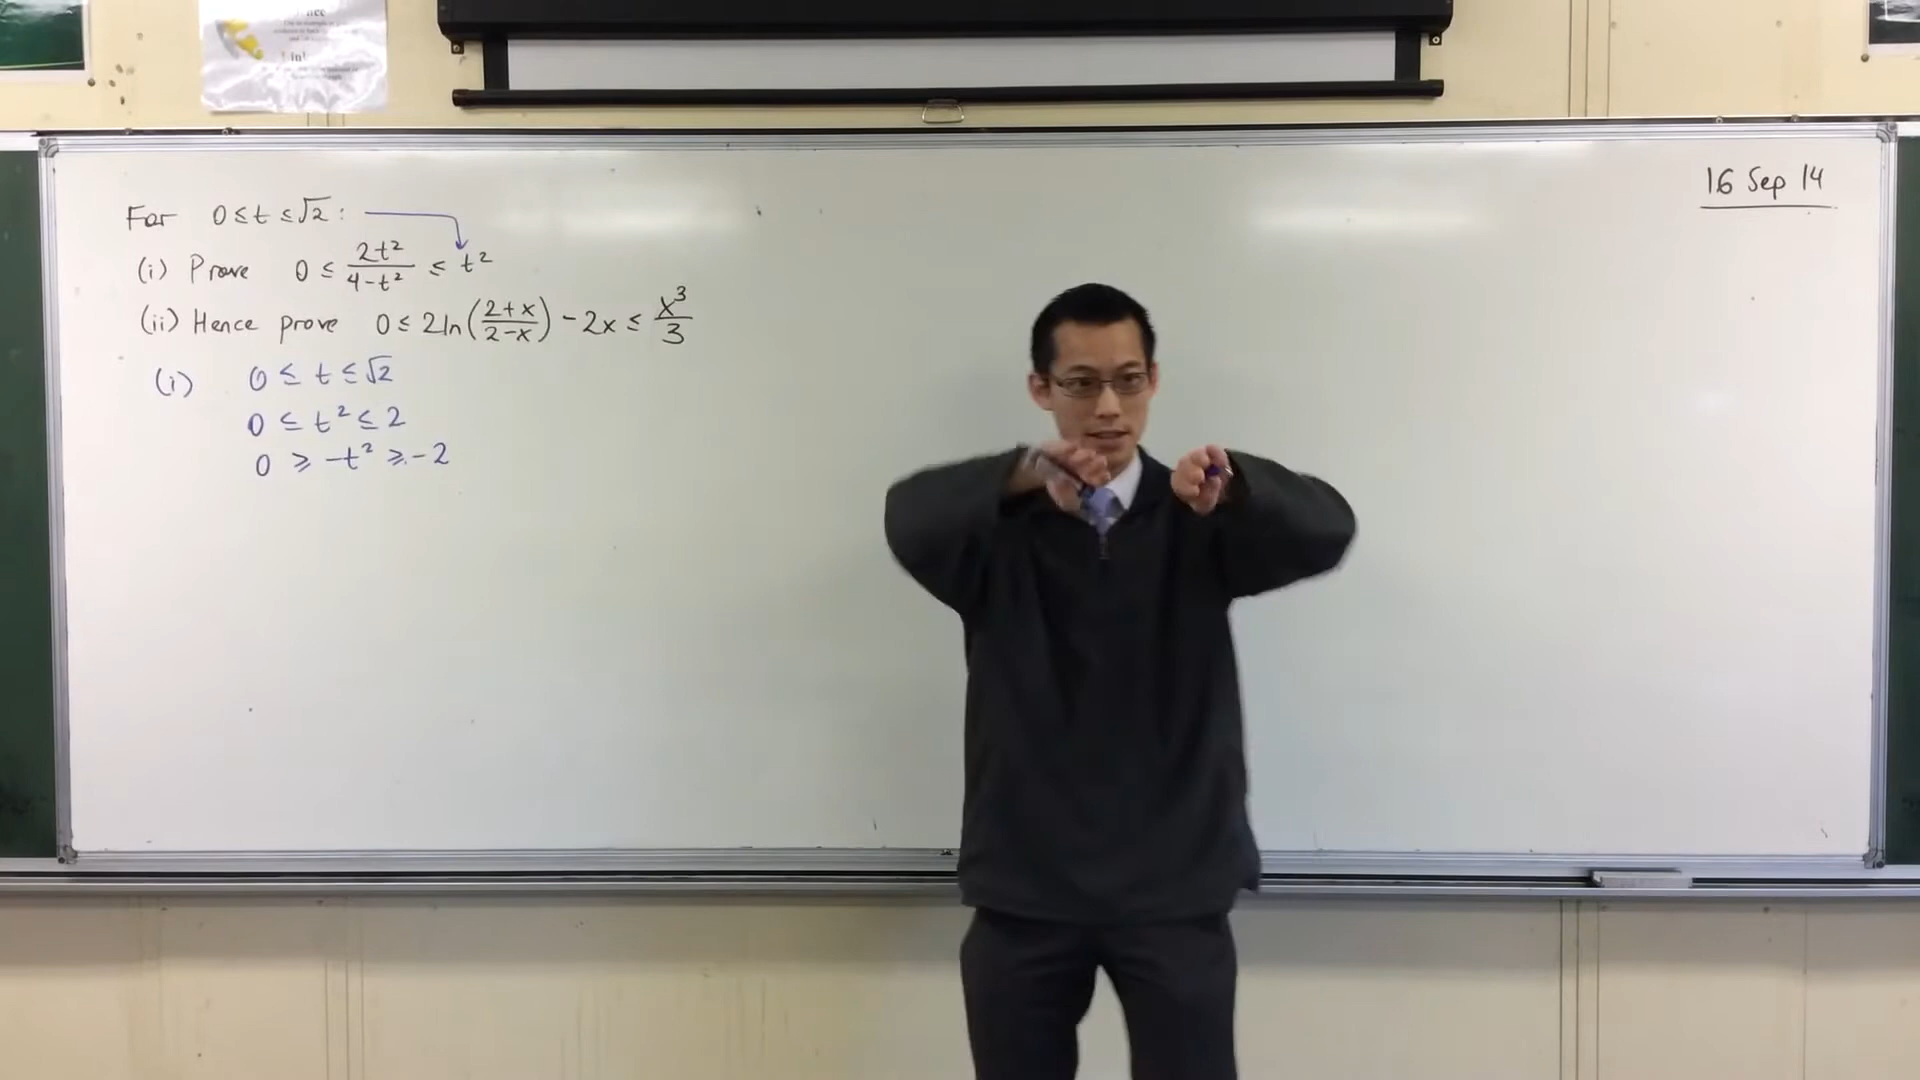 For 0 ≤ t ≤ √2 :
(i) Prove 0 ≤ 2t²/(4-t²) ≤ t²
(ii) Hence prove 0 ≤ 2ln((2+x)/(2-x)) - 2x ≤ x³/3
(i) 0 ≤ t ≤ √2
0 ≤ t² ≤ 2
0 ≥ -t² ≥ -2
16 Sep 14